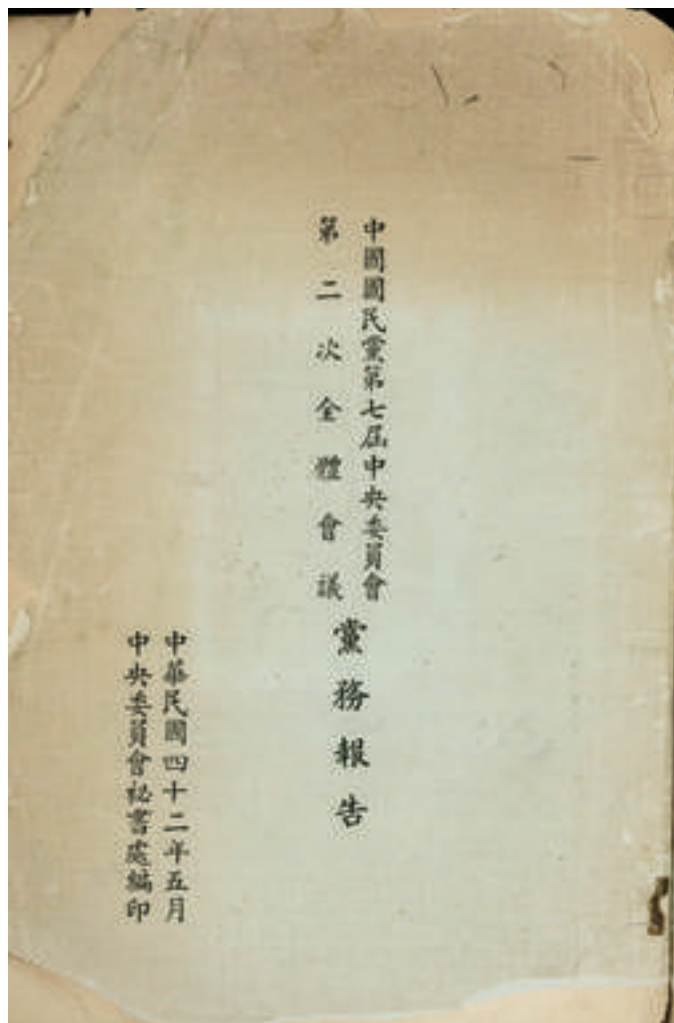 中國國民黨第七屆中央委員會
第二次全體會議
黨務報告
中華民國四十二年五月
中央委員會祕書處編印